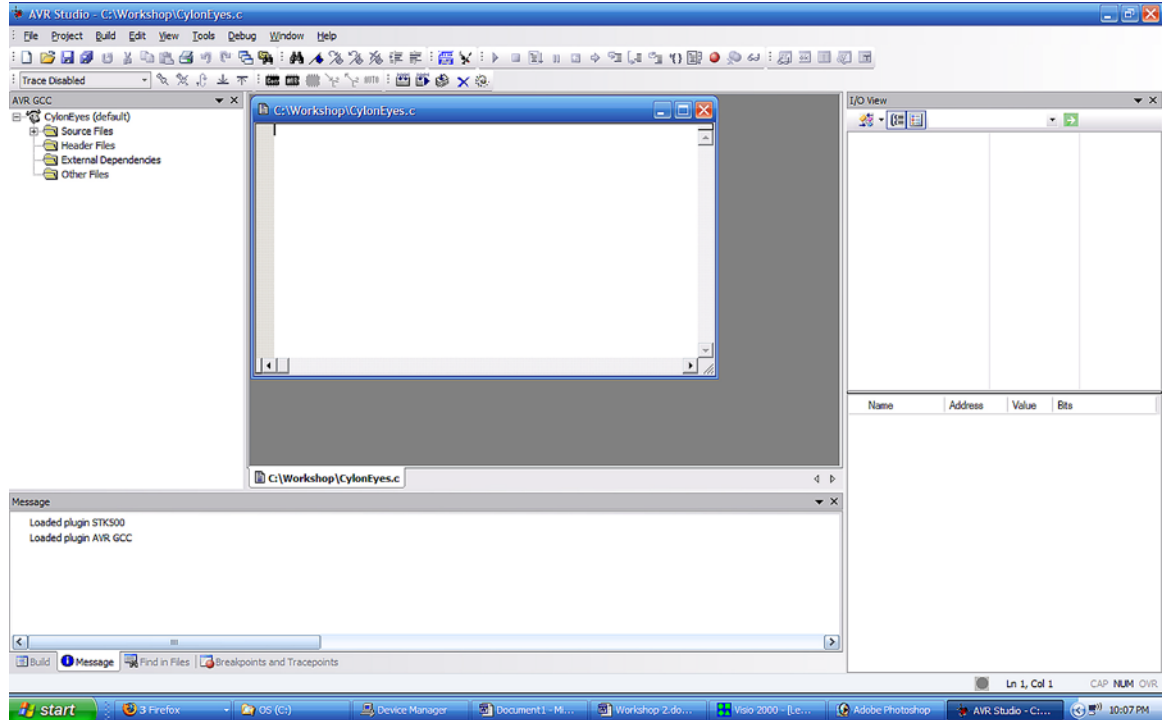 AVR Studio - C:\Workshop\CylonEyes.c
File Project Build Edit View Tools Debug Window Help
Trace Disabled
AUTO
AVR GCC
CylonEyes (default)
Source Files
Header Files
External Dependencies
Other Files
C:\Workshop\CylonEyes.c
C:\Workshop\CylonEyes.c
I/O View
Name Address Value Bits
Message
Loaded plugin STK500
Loaded plugin AVR GCC
Build Message Find in Files Breakpoints and Tracepoints
Ln 1, Col 1 CAP NUM OVR
start 3 Firefox OS (C:) Device Manager Document1 - Mi... Workshop 2.do... Visio 2000 - [Le... Adobe Photoshop AVR Studio - C:... 10:07 PM